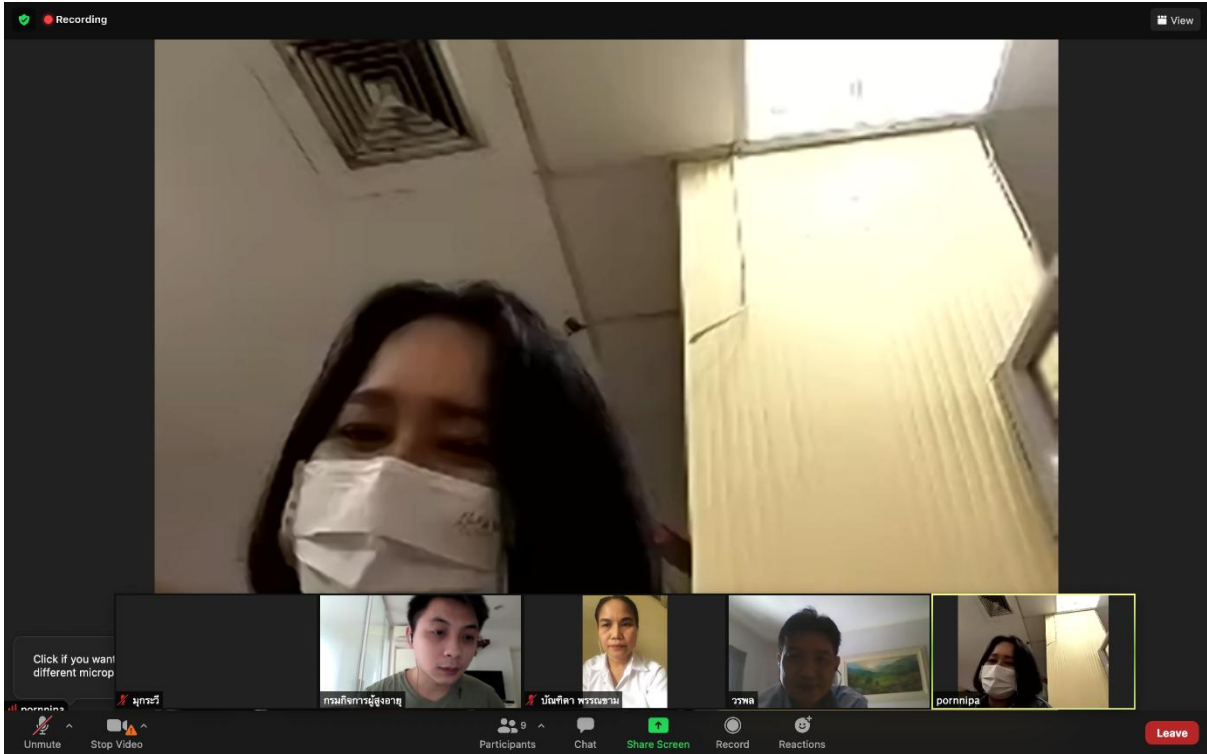 Recording
View
Click if you want
different microp
pornnipa
มุกระวี
กรมกิจการผู้สูงอายุ
บัณฑิตา พรรณขาม
วรพล
pornnipa
Unmute
Stop Video
Participants
9
Chat
Share Screen
Record
Reactions
Leave